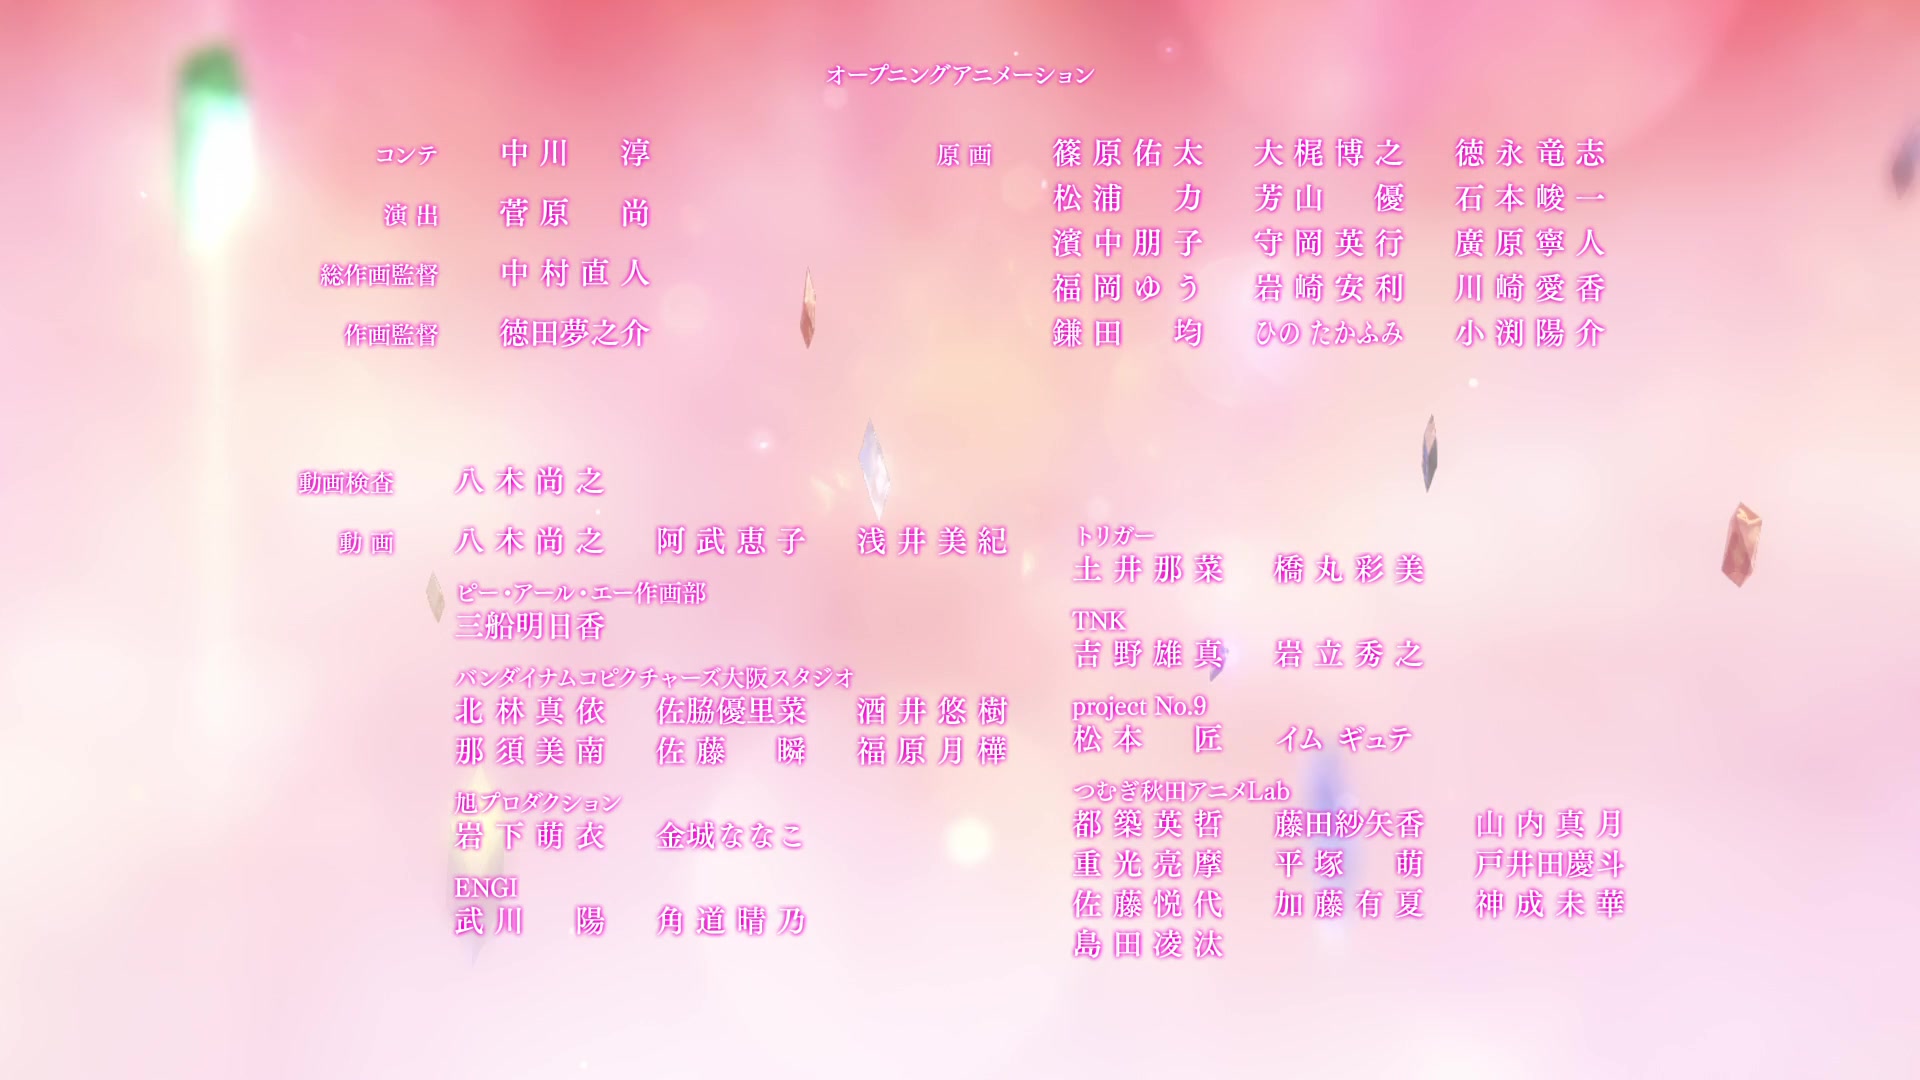 オープニングアニメーション
コンテ 中川 淳
演出 菅原 尚
総作画監督 中村直人
作画監督 徳田夢之介
原画 篠原佑太 大梶博之 徳永竜志
松浦 力 芳山 優 石本峻一
濱中朋子 守岡英行 廣原寧人
福岡ゆう 岩崎安利 川崎愛香
鎌田 均 ひの たかふみ 小渕陽介
動画検査 八木尚之
動画 八木尚之 阿武恵子 浅井美紀
ピー・アール・エー作画部
三船明日香
バンダイナムコピクチャーズ大阪スタジオ
北林真依 佐脇優里菜 酒井悠樹
那須美南 佐藤 瞬 福原月樺
旭プロダクション
岩下萌衣 金城ななこ
ENGI
武川 陽 角道晴乃
トリガー
土井那菜 橋丸彩美
TNK
吉野雄真 岩立秀之
project No.9
松本 匠 イム ギュテ
つむぎ秋田アニメLab
都築英哲 藤田紗矢香 山内真月
重光亮摩 平塚 萌 戸井田慶斗
佐藤悦代 加藤有夏 神成未華
島田凌汰